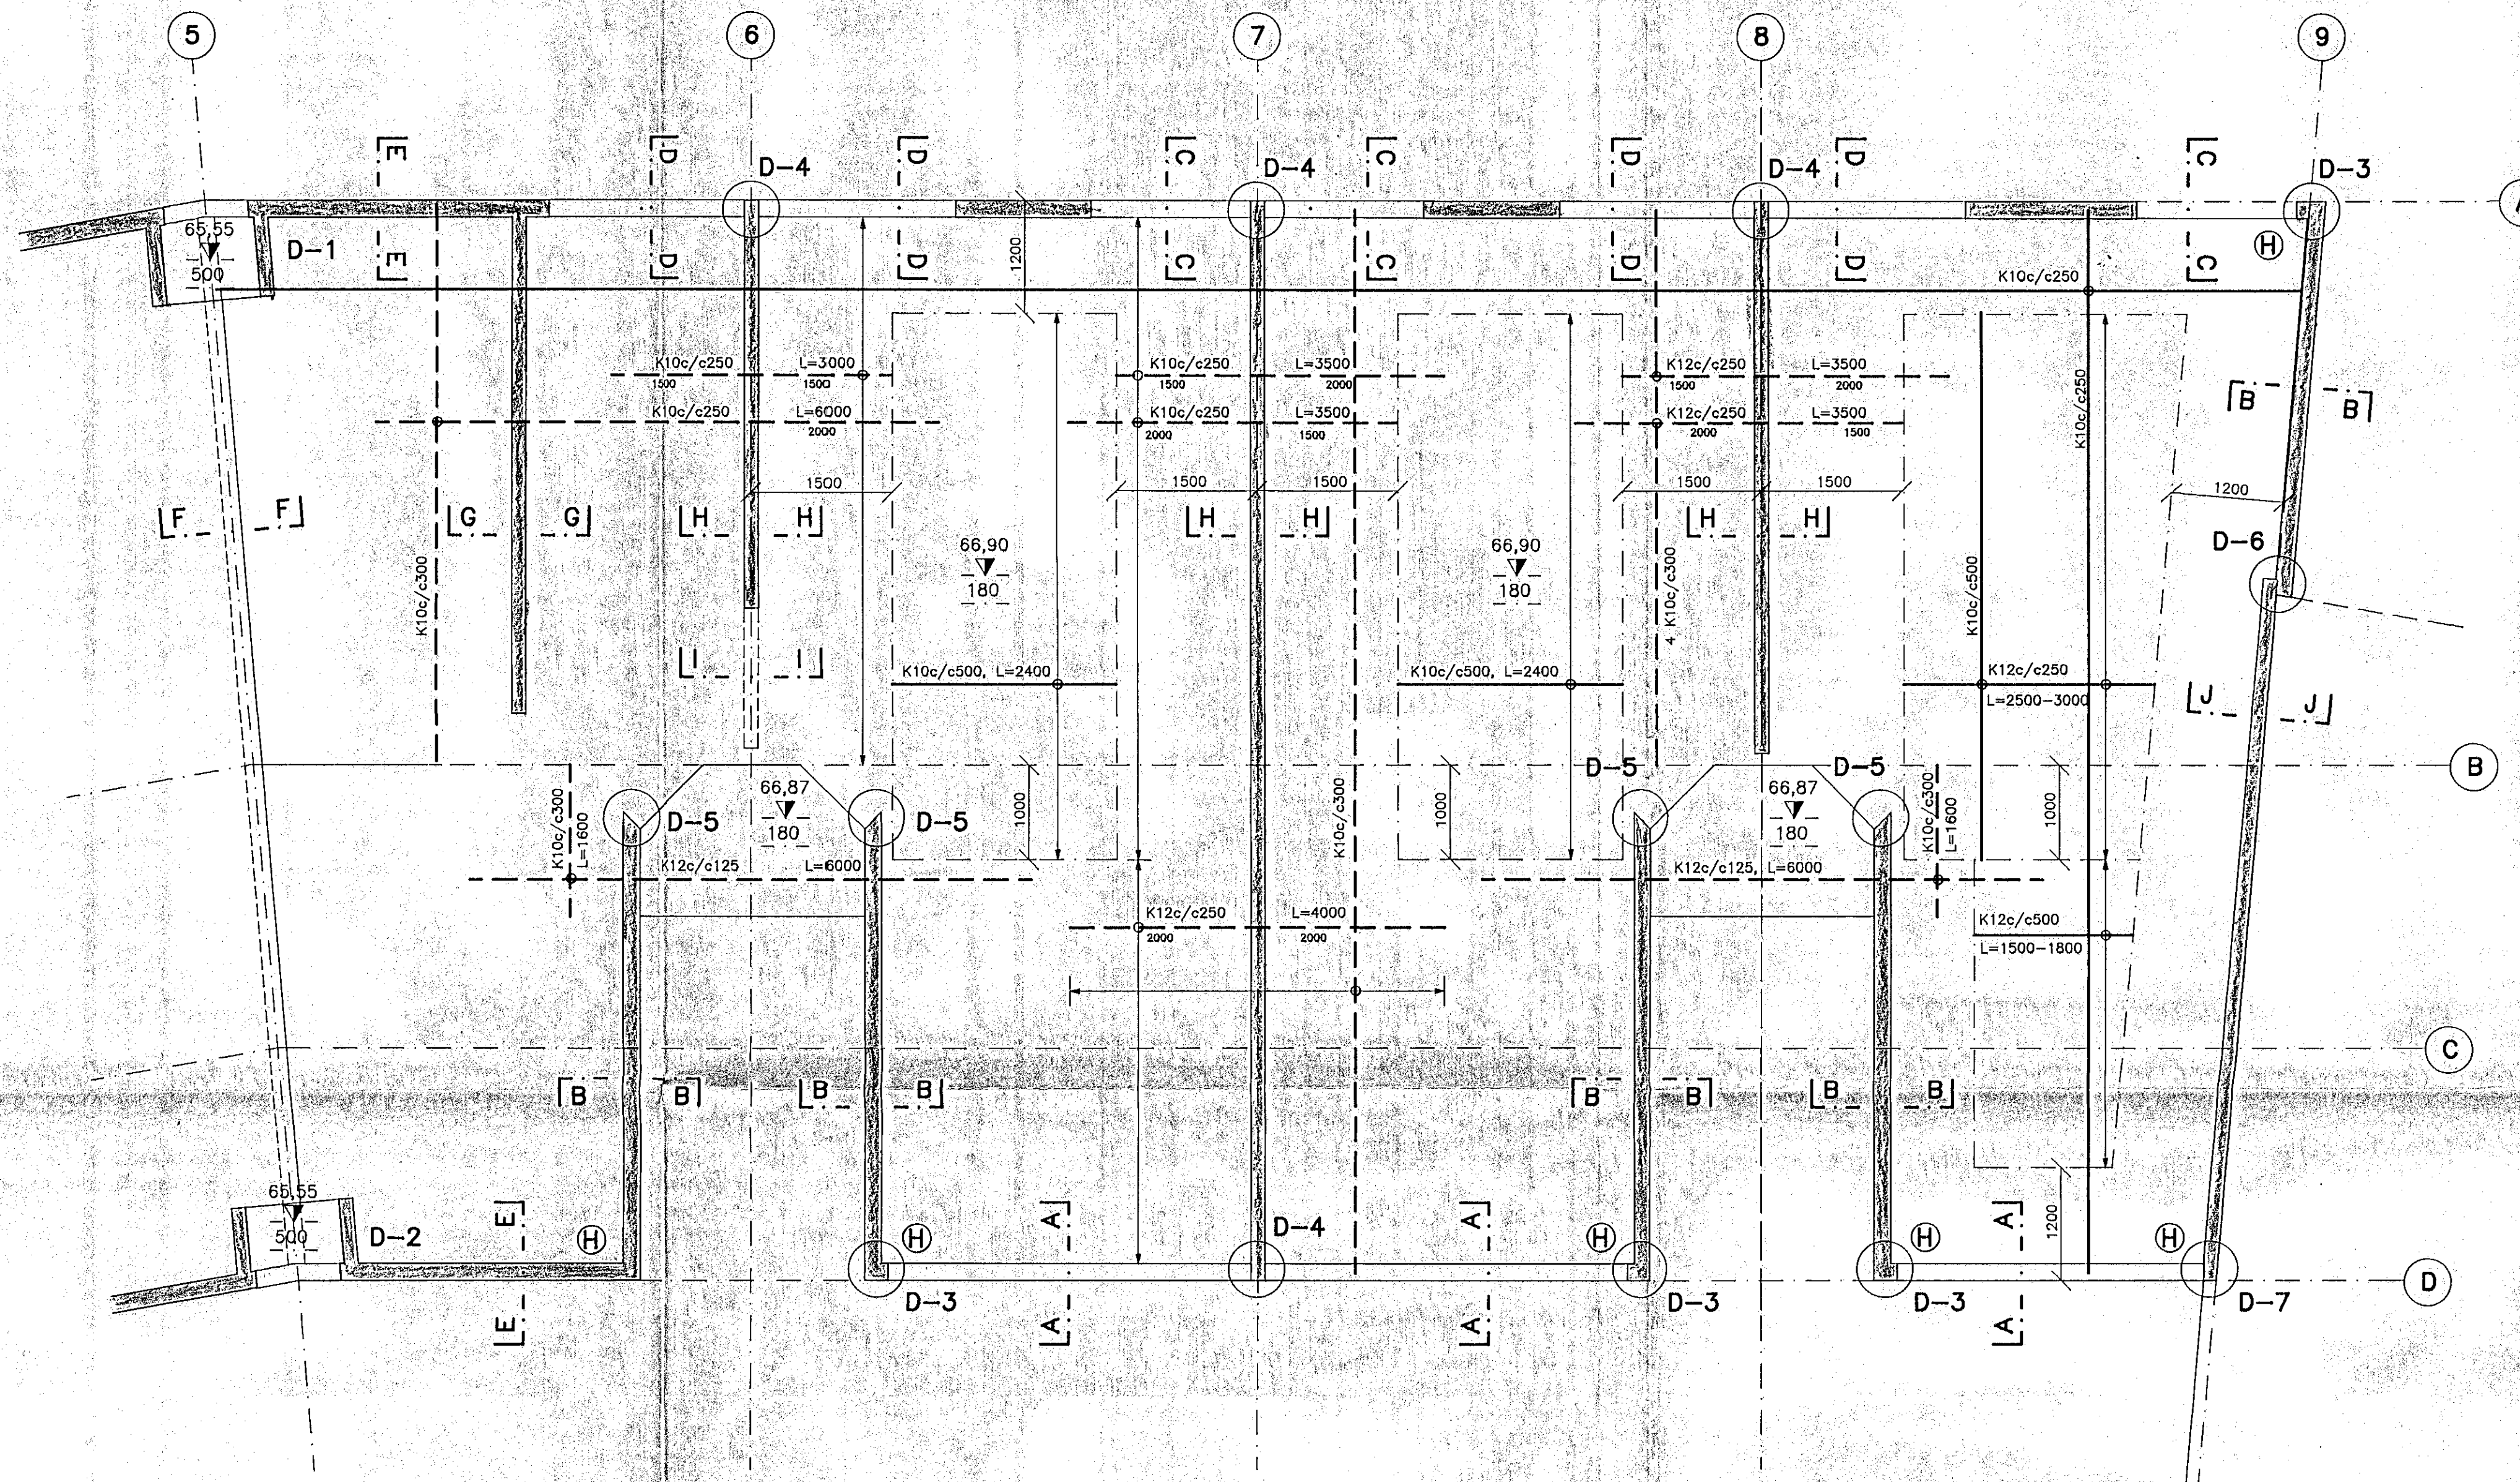 5
6
7
8
9
E
D
D
C
C
D
D
C
D-4
D-4
D-4
D-3
65,55
500
D-1
E
D
D
C
C
D
D
C
1200
H
K10c/c250
K10c/c250 L=3000
1500 1500
K10c/c250 L=3500
1500 2000
K12c/c250 L=3500
1500 2000
K10c/c250
B
B
K10c/c250 L=6000
2000
K10c/c250 L=3500
2000 1500
K12c/c250 L=3500
2000 1500
1500
1500
1500
1500
1500
1200
F
F
G
G
H
H
H
H
H
H
66,90
180
66,90
180
D-6
K10c/c300
4 K10c/c300
K10c/c500
I
I
K10c/c500, L=2400
K10c/c500, L=2400
K12c/c250
L=2500-3000
J
J
B
D-5
D-5
66,87
180
66,87
180
K10c/c300
L=1600
D-5
D-5
1000
K10c/c300
1000
K10c/c300
L=1600
1000
K12c/c125 L=6000
K12c/c125, L=6000
K12c/c250 L=4000
2000 2000
K12c/c500
L=1500-1800
C
B
B
B
B
B
B
B
B
65,55
500
D-2
E
H
H
A
D-4
A
H
H
A
1200
H
D
D-3
D-3
D-3
D-7
E
A
A
A